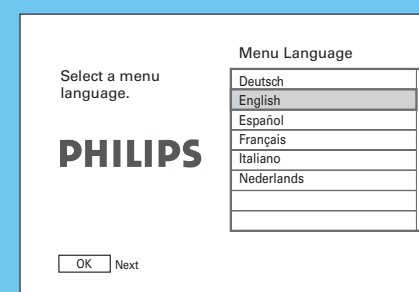 Menu Language
Select a menu
language.
PHILIPS
Deutsch
English
Español
Français
Italiano
Nederlands
OK Next